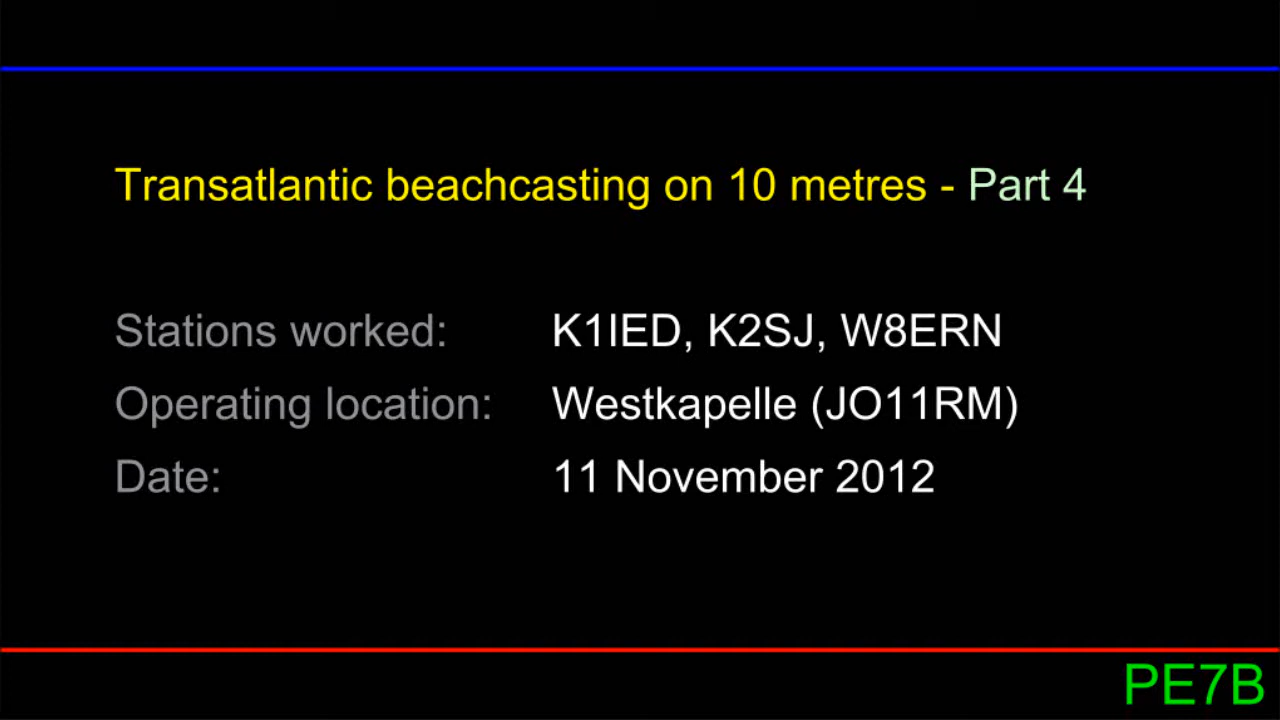 Transatlantic beachcasting on 10 metres - Part 4
Stations worked: K1IED, K2SJ, W8ERN
Operating location: Westkapelle (JO11RM)
Date: 11 November 2012
PE7B